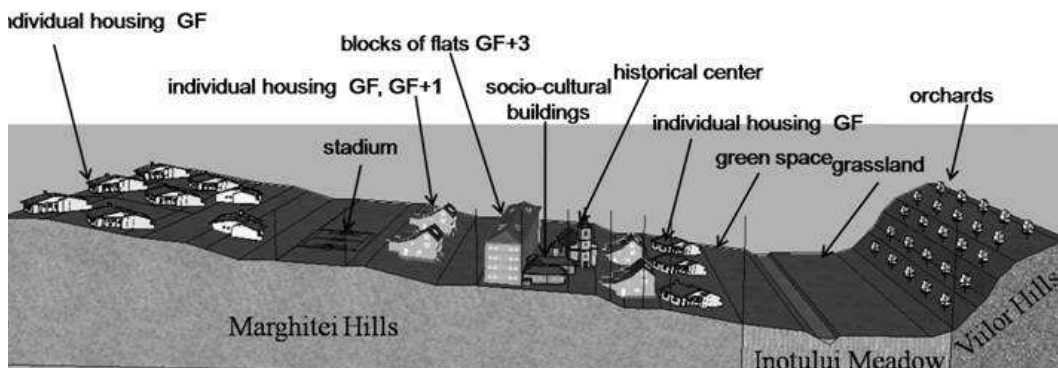 ndividual housing GF
blocks of flats GF+3
individual housing GF, GF+1
socio-cultural
buildings
historical center
orchards
stadium
individual housing GF
green space
grassland
Marghitei Hills
Inotului Meadow
Viilor Hills